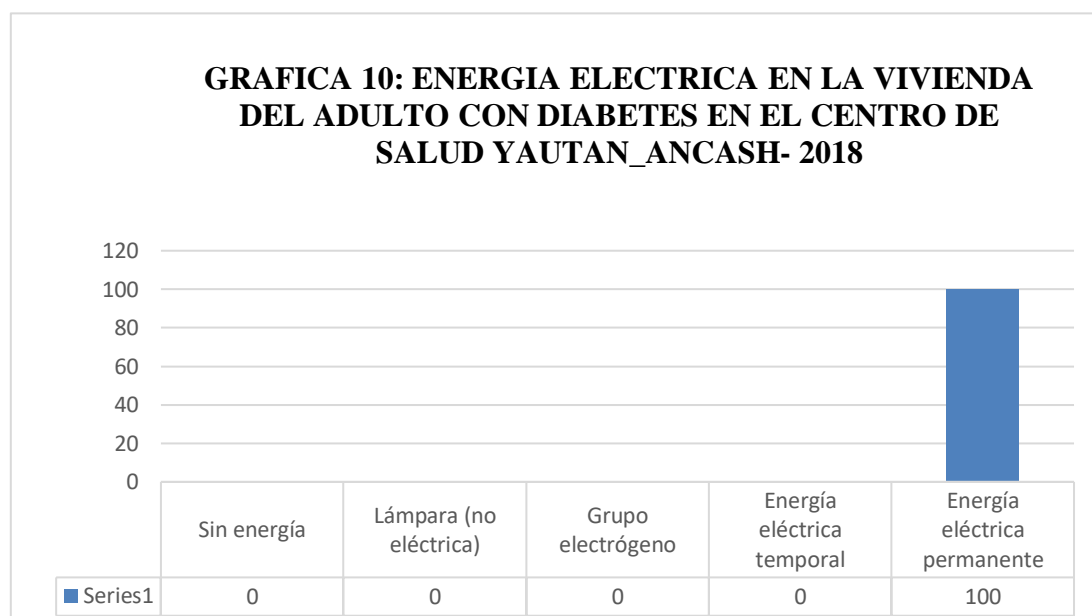 GRAFICA 10: ENERGIA ELECTRICA EN LA VIVIENDA
DEL ADULTO CON DIABETES EN EL CENTRO DE
SALUD YAUTAN_ANCASH- 2018
120
100
80
60
40
20
0
Sin energía
Lámpara (no
eléctrica)
Grupo
electrógeno
Energía
eléctrica
temporal
Energía
eléctrica
permanente
Series1 0 0 0 0 100